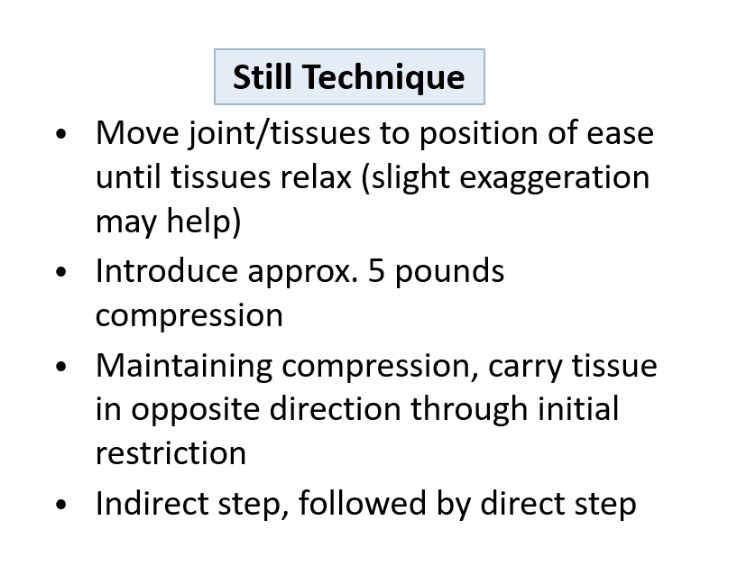 Still Technique
• Move joint/tissues to position of ease
until tissues relax (slight exaggeration
may help)
• Introduce approx. 5 pounds
compression
• Maintaining compression, carry tissue
in opposite direction through initial
restriction
• Indirect step, followed by direct step